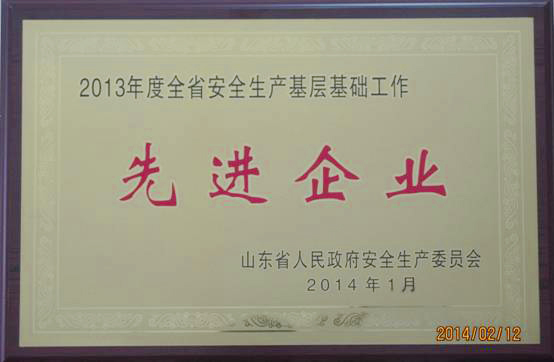 2013年度全省安全生产基层基础工作
先进企业
山东省人民政府安全生产委员会
2014年1月
2014/02/12